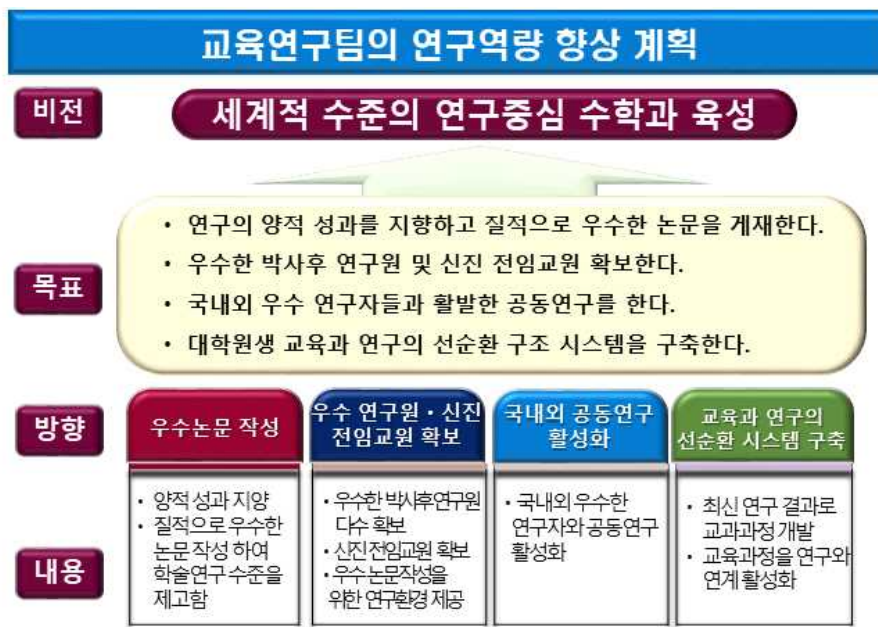 교육연구팀의 연구역량 향상 계획
비전
세계적 수준의 연구중심 수학과 육성
목표
• 연구의 양적 성과를 지향하고 질적으로 우수한 논문을 게재한다.
• 우수한 박사후 연구원 및 신진 전임교원 확보한다.
• 국내외 우수 연구자들과 활발한 공동연구를 한다.
• 대학원생 교육과 연구의 선순환 구조 시스템을 구축한다.
방향
우수논문 작성
우수 연구원·신진
전임교원 확보
국내외 공동연구
활성화
교육과 연구의
선순환 시스템 구축
내용
• 양적 성과 지양
• 질적으로 우수한
논문 작성 하여
학술연구 수준을
제고함
• 우수한 박사후연구원
다수 확보
• 신진 전임교원 확보
• 우수 논문작성을
위한 연구환경 제공
• 국내외 우수한
연구자와 공동연구
활성화
• 최신 연구 결과로
교과과정 개발
• 교육과정을 연구와
연계 활성화